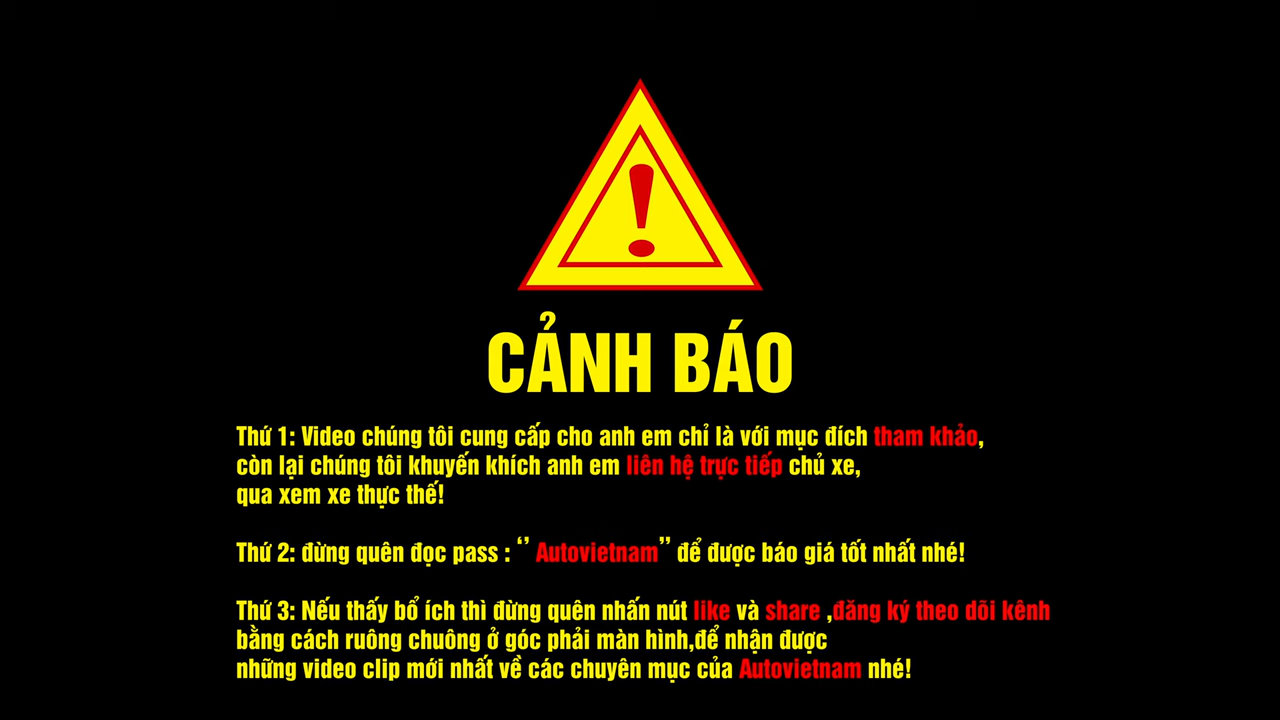 CẢNH BÁO
Thứ 1: Video chúng tôi cung cấp cho anh em chỉ là với mục đích tham khảo,
còn lại chúng tôi khuyến khích anh em liên hệ trực tiếp chủ xe,
qua xem xe thực thế!
Thứ 2: đừng quên đọc pass : ‘’ Autovietnam” để được báo giá tốt nhất nhé!
Thứ 3: Nếu thấy bổ ích thì đừng quên nhấn nút like và share ,đăng ký theo dõi kênh
bằng cách ruông chuông ở góc phải màn hình,để nhận được
những video clip mới nhất về các chuyên mục của Autovietnam nhé!